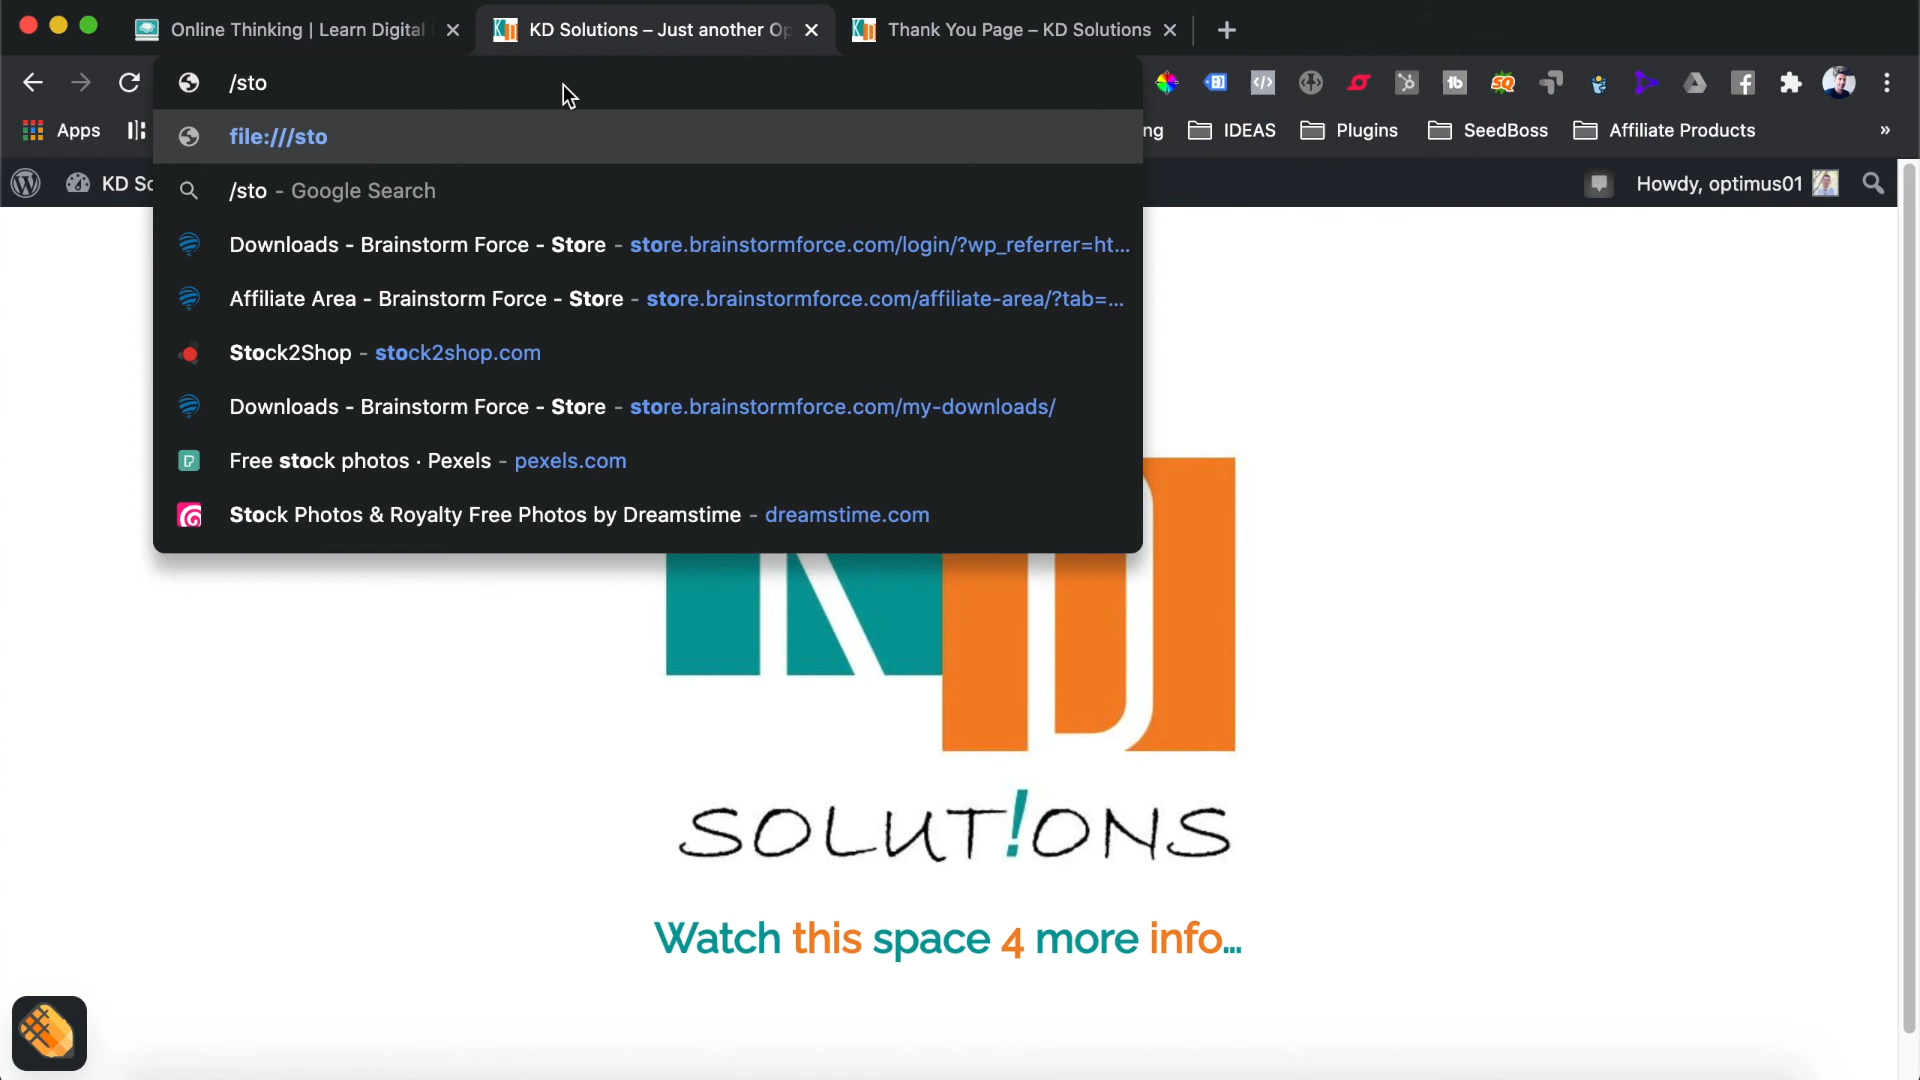 Online Thinking | Learn Digital
KD Solutions – Just another Op
Thank You Page – KD Solutions
/sto
file:///sto
/sto - Google Search
Downloads - Brainstorm Force - Store - store.brainstormforce.com/login/?wp_referrer=ht...
Affiliate Area - Brainstorm Force - Store - store.brainstormforce.com/affiliate-area/?tab=...
Stock2Shop - stock2shop.com
Downloads - Brainstorm Force - Store - store.brainstormforce.com/my-downloads/
Free stock photos · Pexels - pexels.com
Stock Photos & Royalty Free Photos by Dreamstime - dreamstime.com
Apps
ng
IDEAS
Plugins
SeedBoss
Affiliate Products
»
KD So
Howdy, optimus01
KD
SOLUT!ONS
Watch this space 4 more info...